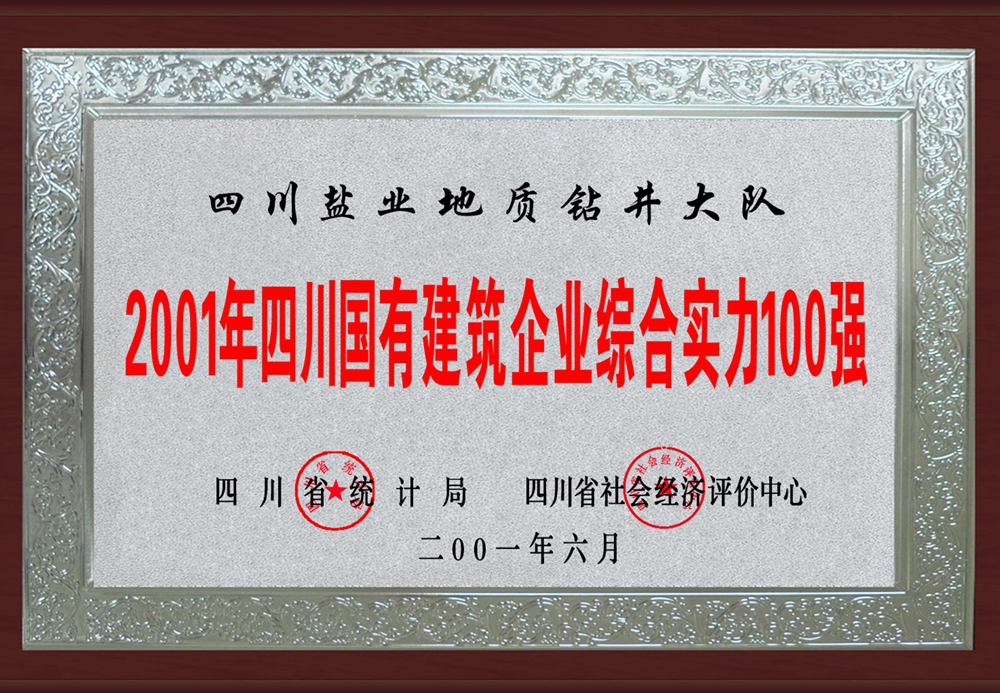 四川盐业地质钻井大队
2001年四川国有建筑企业综合实力100强
四川省统计局 四川省社会经济评价中心
二00一年六月